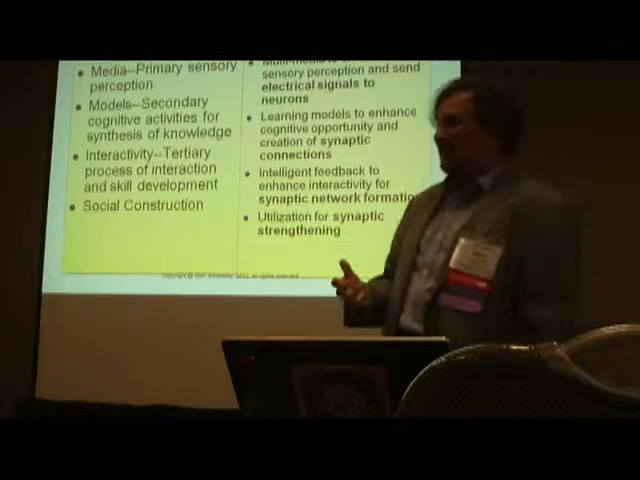 Media--Primary sensory
perception
Models--Secondary
cognitive activities for
synthesis of knowledge
Interactivity--Tertiary
process of interaction
and skill development
Social Construction
sensory perception and send
electrical signals to
neurons
Learning models to enhance
cognitive opportunity and
creation of synaptic
connections
Intelligent feedback to
enhance interactivity for
synaptic network formatio
Utilization for synaptic
strengthening